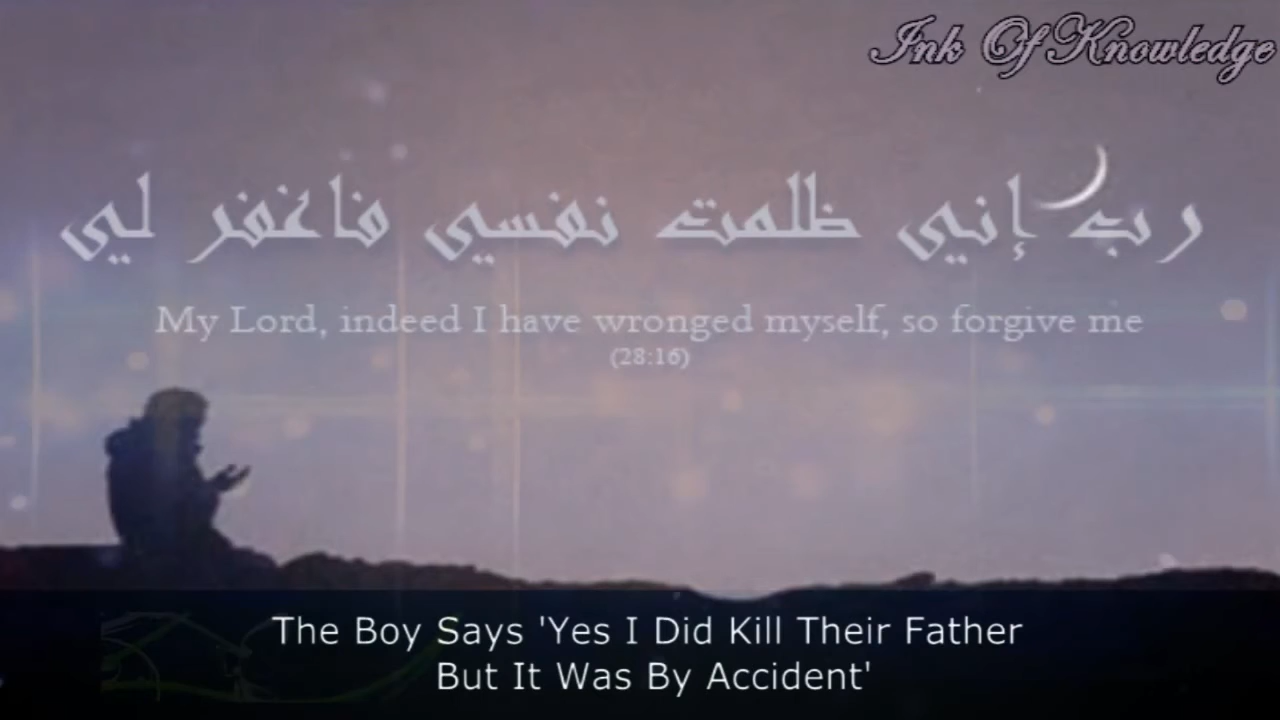 Ink Of Knowledge
رب إني ظلمت نفسي فاغفر لي
My Lord, indeed I have wronged myself, so forgive me
(28:16)
The Boy Says 'Yes I Did Kill Their Father
But It Was By Accident'